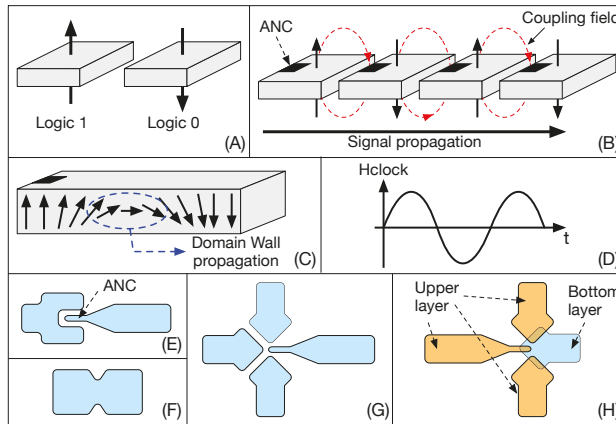 Logic 1
Logic 0
(A)
ANC
Coupling field
Signal propagation
(B)
Domain Wall
propagation
(C)
Hclock
t
(D)
ANC
(E)
(F)
(G)
Upper
layer
Bottom
layer
(H)